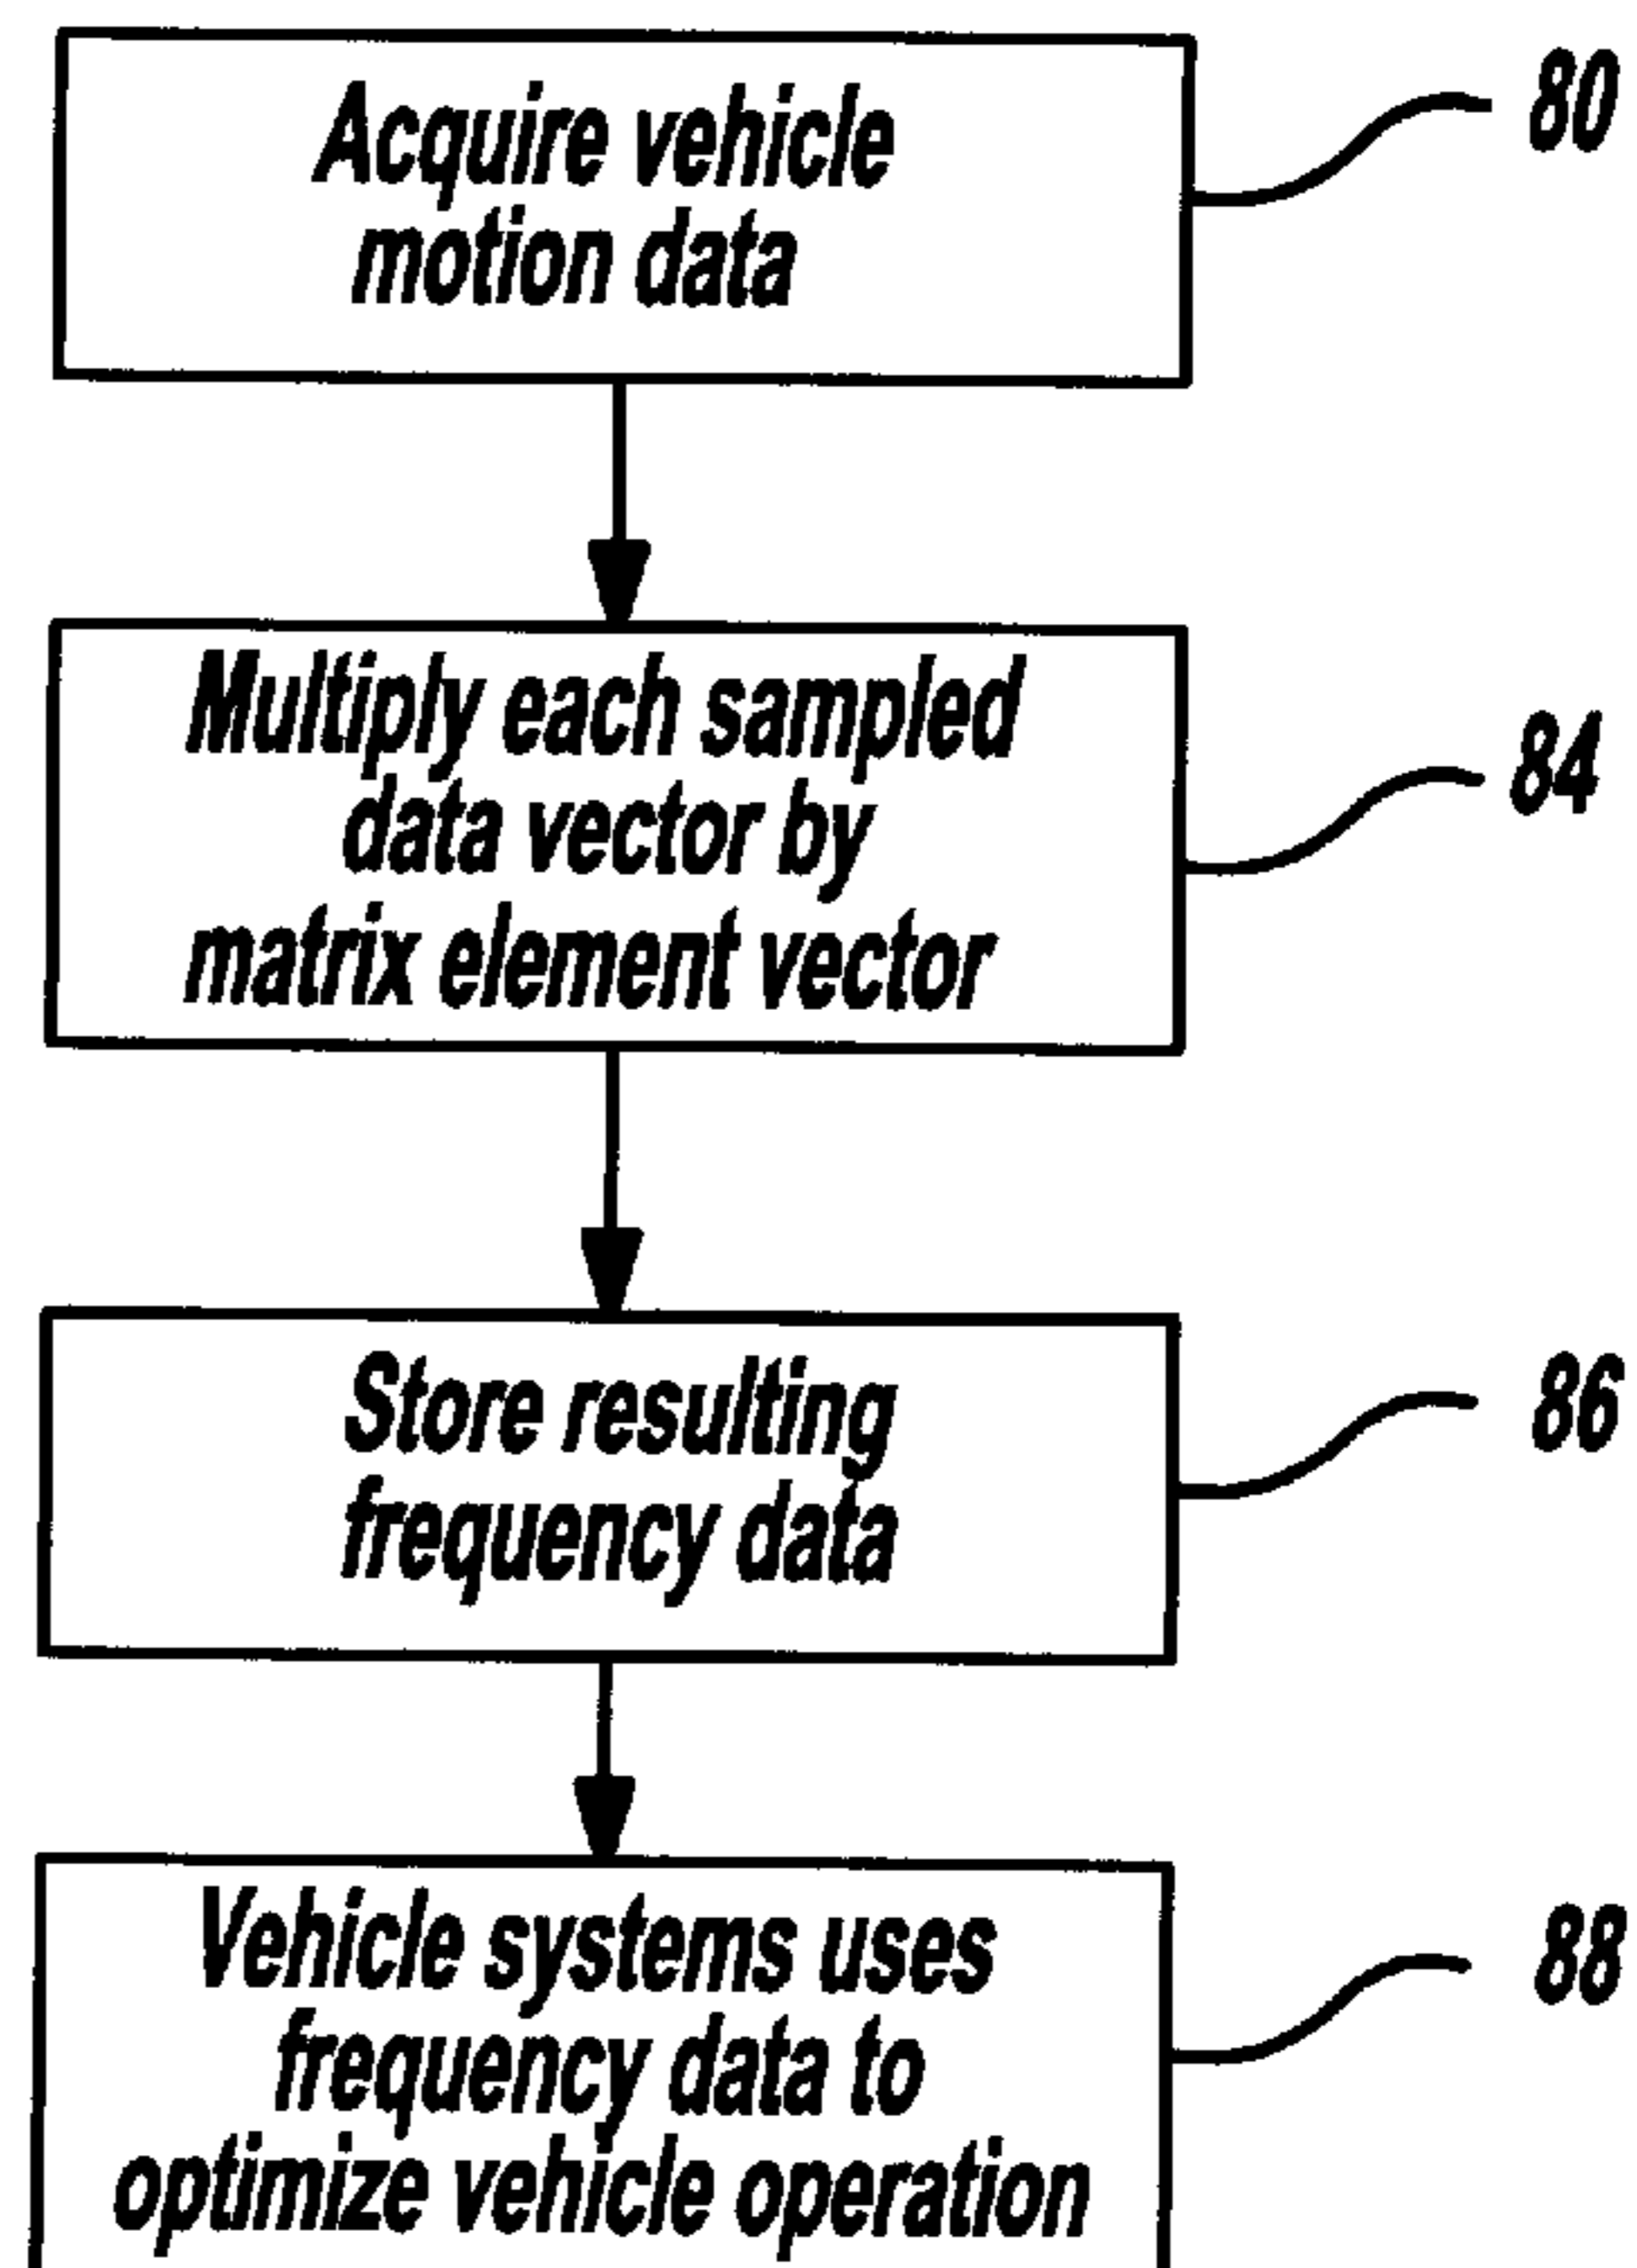 Acquire vehicle
motion data
80
Multiply each sampled
data vector by
matrix element vector
84
Store resulting
frequency data
86
Vehicle systems uses
frequency data to
optimize vehicle operation
88